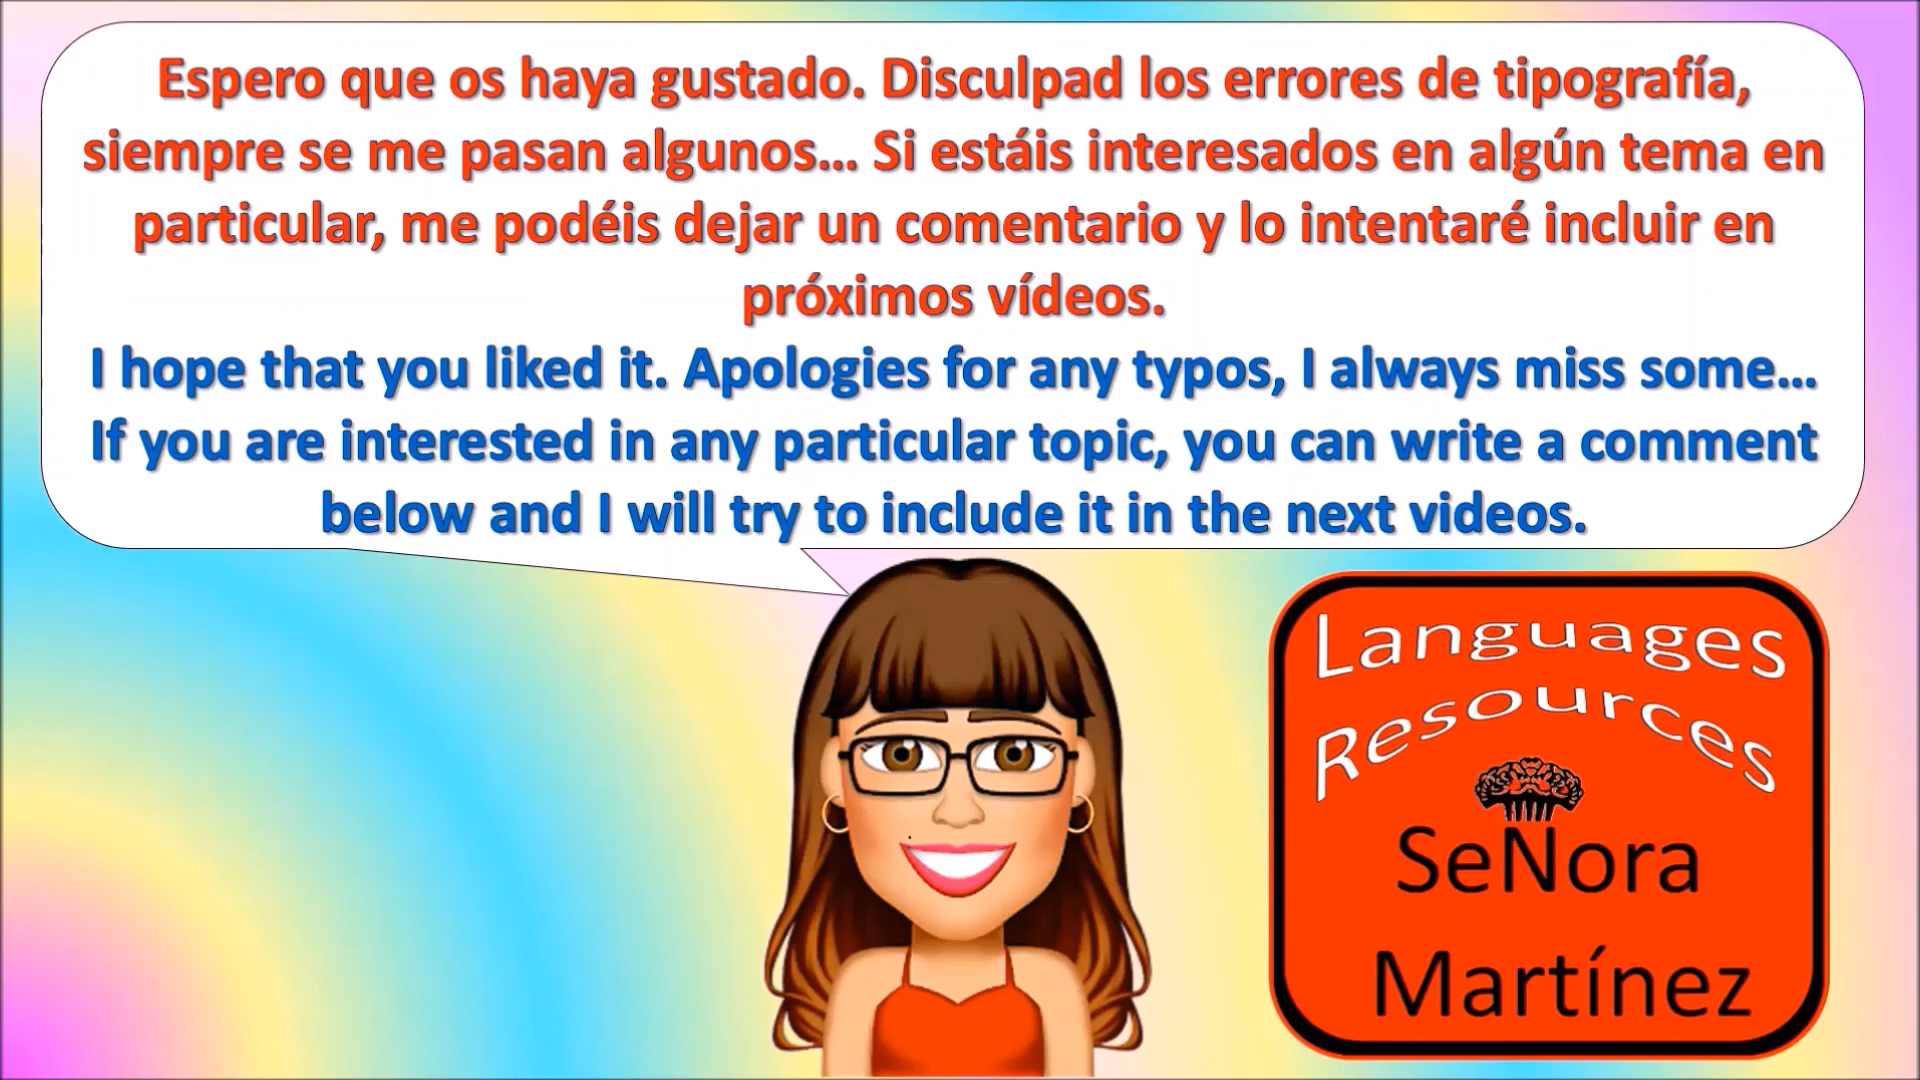 Espero que os haya gustado. Disculpad los errores de tipografía,
siempre se me pasan algunos... Si estáis interesados en algún tema en
particular, me podéis dejar un comentario y lo intentaré incluir en
próximos vídeos.
I hope that you liked it. Apologies for any typos, I always miss some...
If you are interested in any particular topic, you can write a comment
below and I will try to include it in the next videos.
Languages
Resources
SeNora
Martínez